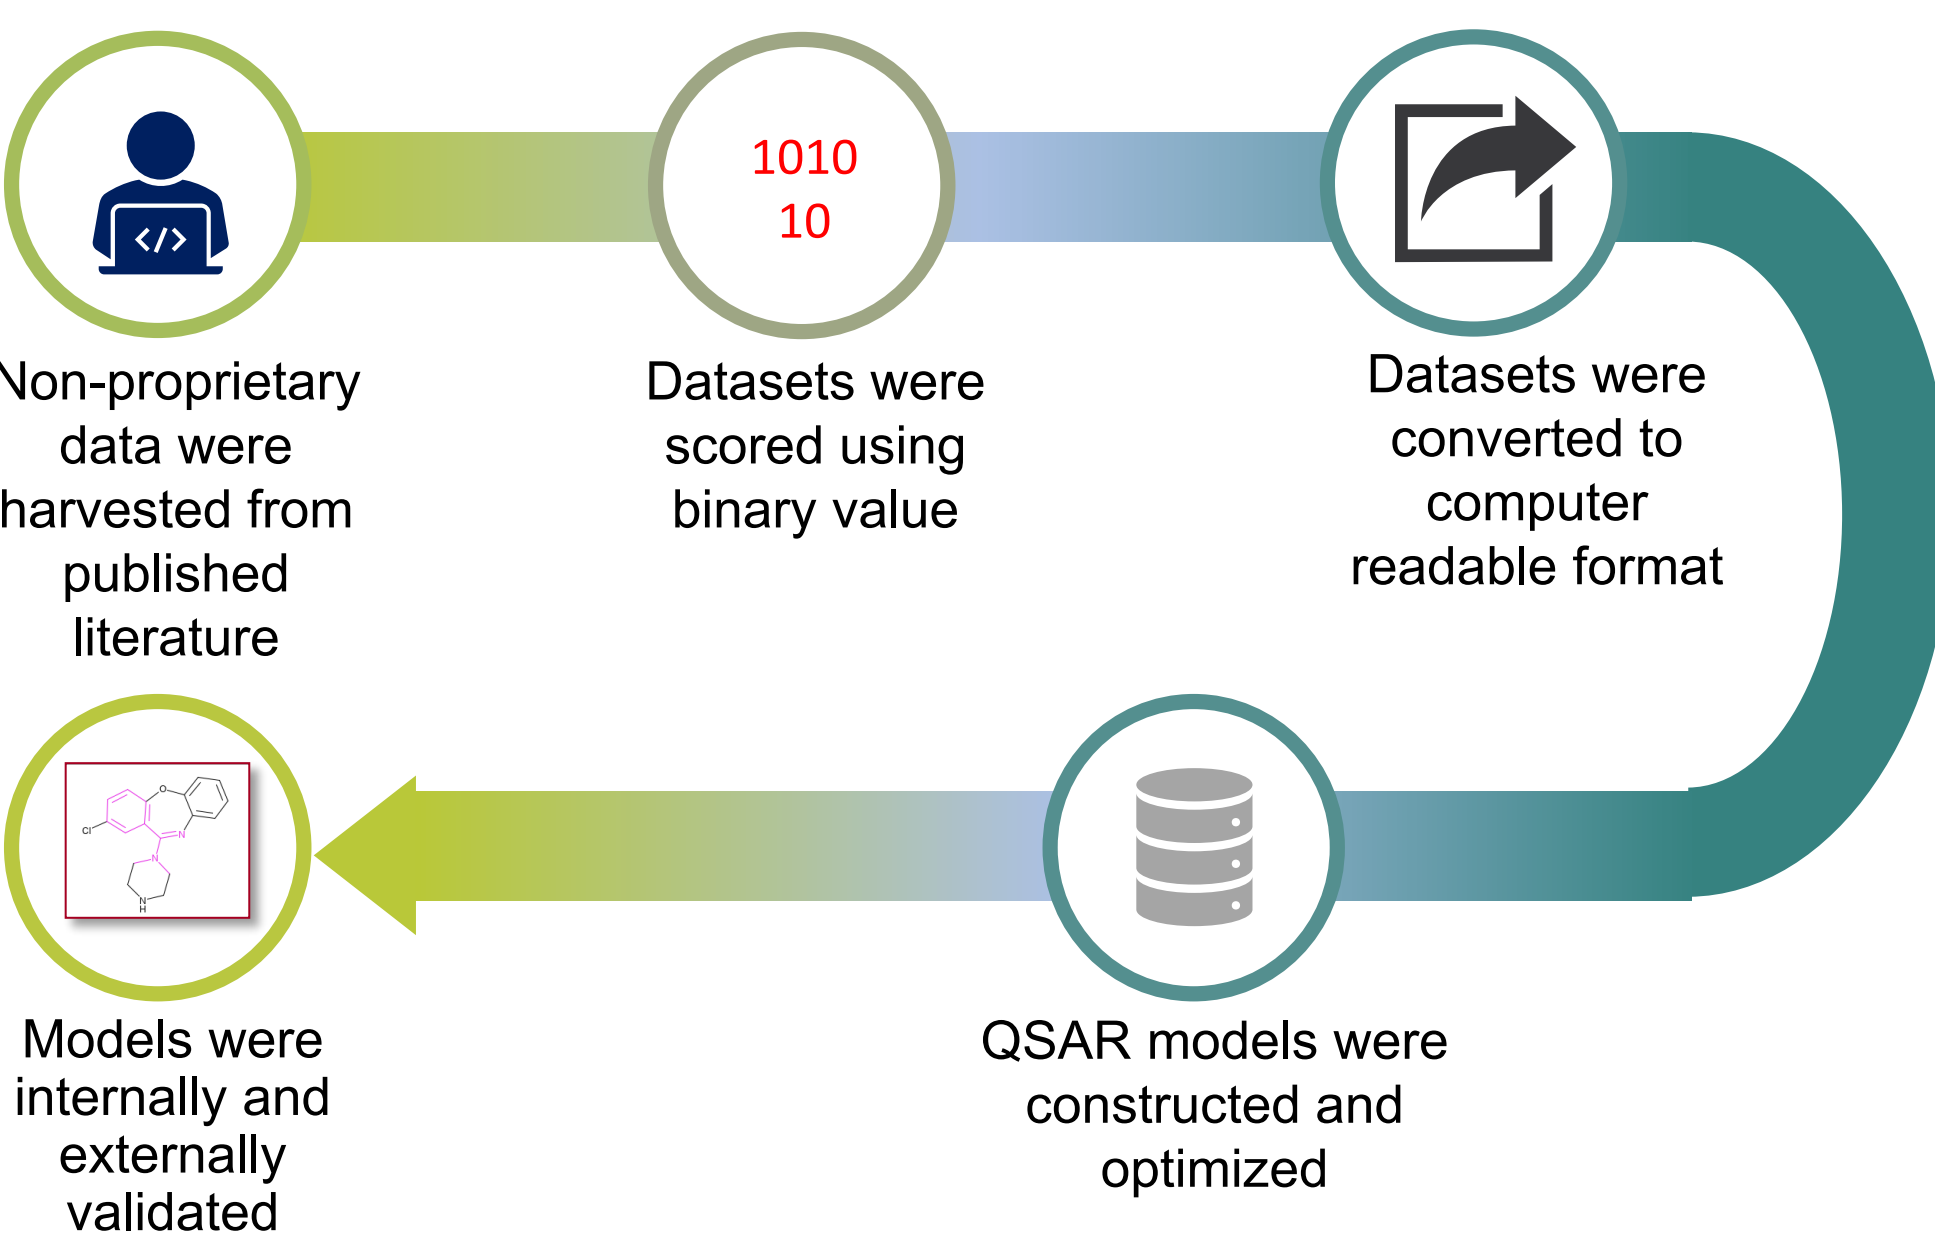 </>
1010
10
Non-proprietary
data were
harvested from
published
literature
Datasets were
scored using
binary value
Datasets were
converted to
computer
readable format
O
Cl
N
N
N
H
Models were
internally and
externally
validated
QSAR models were
constructed and
optimized